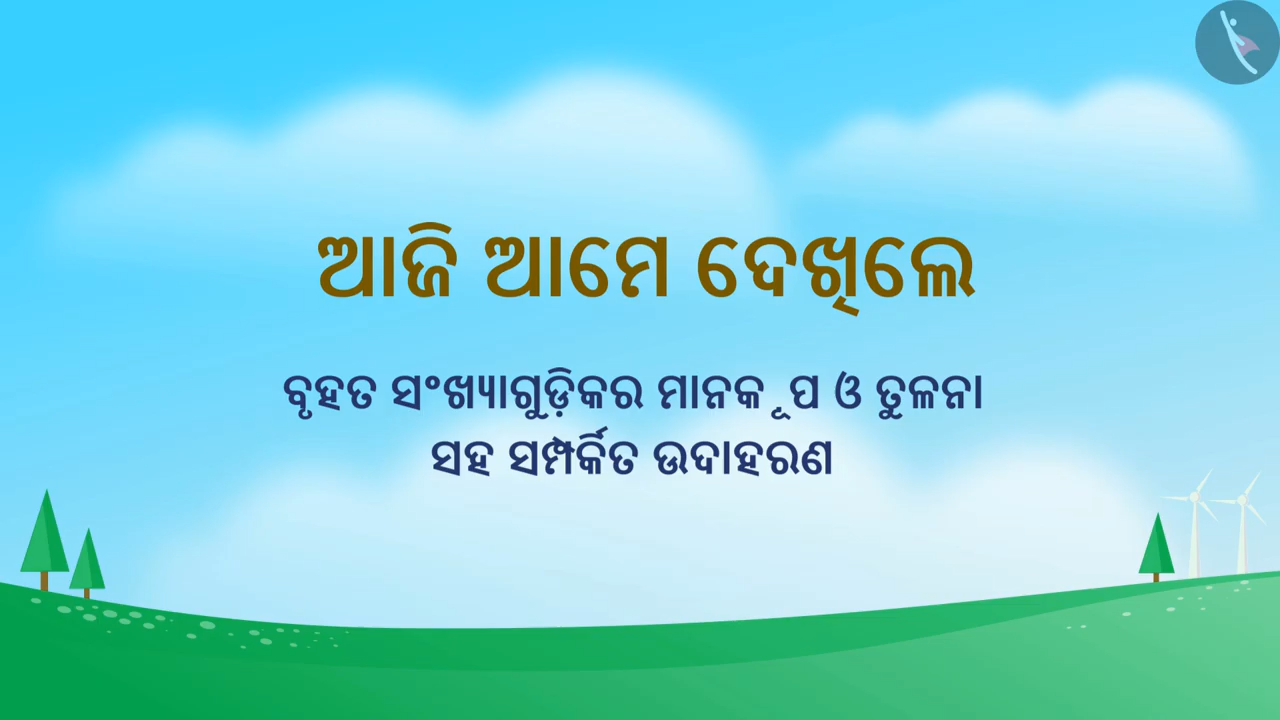 ଆଜି ଆମେ ଦେଖିଲେ
ବୃହତ ସଂଖ୍ୟାଗୁଡ଼ିକର ମାନକୂପ ଓ ତୁଳନା
ସହ ସମ୍ପର୍କିତ ଉଦାହରଣ